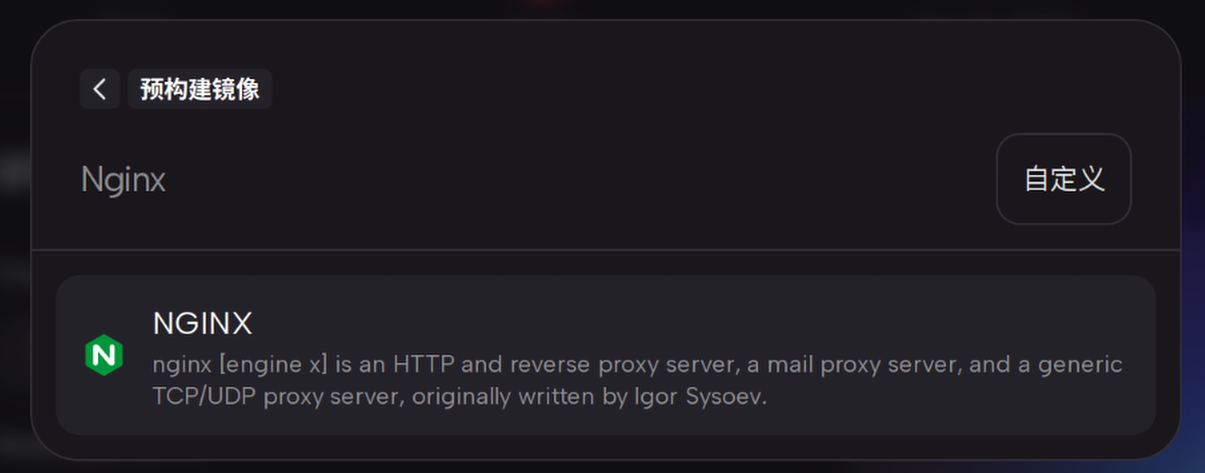 预构建镜像
Nginx
自定义
NGINX
nginx [engine x] is an HTTP and reverse proxy server, a mail proxy server, and a generic
TCP/UDP proxy server, originally written by Igor Sysoev.